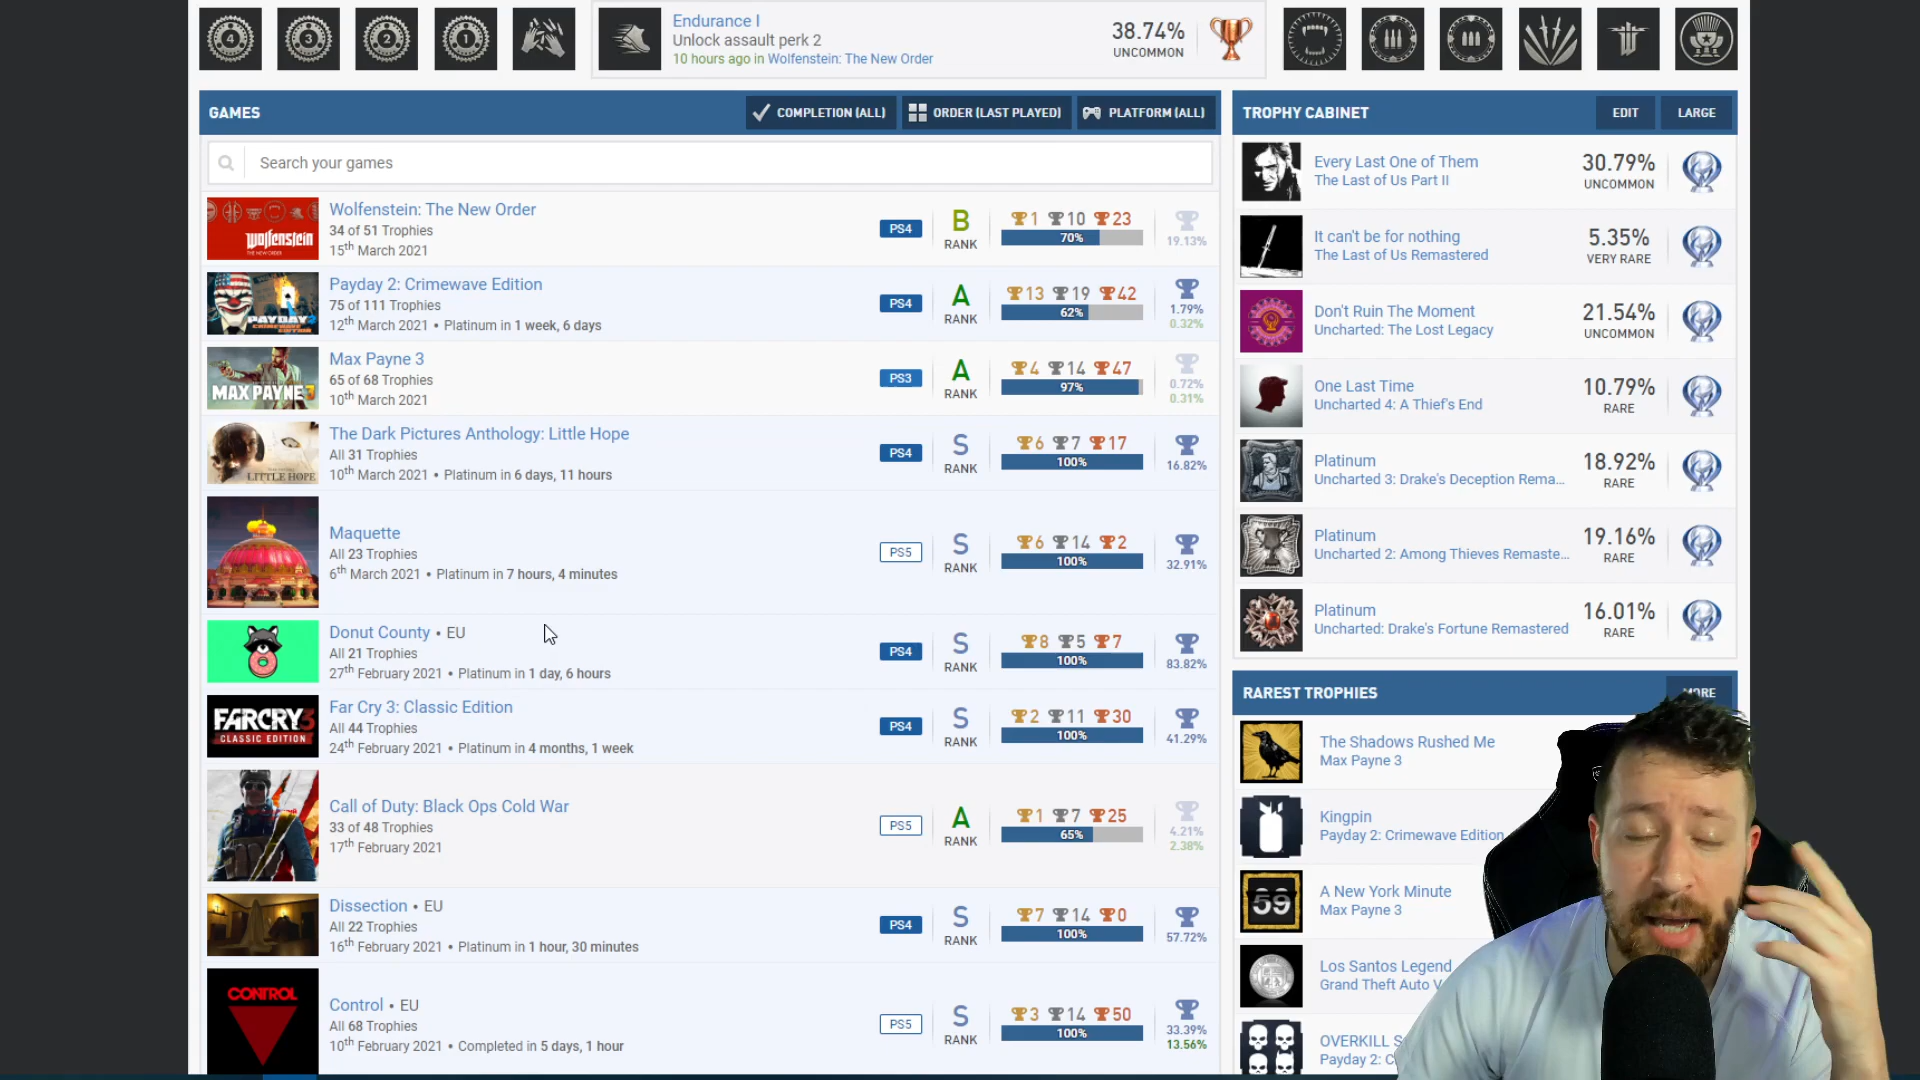 Endurance I
Unlock assault perk 2
10 hours ago in Wolfenstein: The New Order
38.74%
UNCOMMON
GAMES
COMPLETION (ALL)
ORDER (LAST PLAYED)
PLATFORM (ALL)
Search your games
Wolfenstein: The New Order
34 of 51 Trophies
15th March 2021
PS4
B
RANK
1 10 23
70%
19.13%
Payday 2: Crimewave Edition
75 of 111 Trophies
12th March 2021 • Platinum in 1 week, 6 days
PS4
A
RANK
13 19 42
62%
1.79%
0.32%
MAX PAYNE 3
Max Payne 3
65 of 68 Trophies
10th March 2021
PS3
A
RANK
4 14 47
97%
0.72%
0.31%
LITTLE HOPE
The Dark Pictures Anthology: Little Hope
All 31 Trophies
10th March 2021 • Platinum in 6 days, 11 hours
PS4
S
RANK
6 7 17
100%
16.82%
Maquette
All 23 Trophies
6th March 2021 • Platinum in 7 hours, 4 minutes
PS5
S
RANK
6 14 2
100%
32.91%
Donut County • EU
All 21 Trophies
27th February 2021 • Platinum in 1 day, 6 hours
PS4
S
RANK
8 5 7
100%
83.82%
FARCRY3
CLASSIC EDITION
Far Cry 3: Classic Edition
All 44 Trophies
24th February 2021 • Platinum in 4 months, 1 week
PS4
S
RANK
2 11 30
100%
41.29%
Call of Duty: Black Ops Cold War
33 of 48 Trophies
17th February 2021
PS5
A
RANK
1 7 25
65%
4.21%
2.38%
Dissection • EU
All 22 Trophies
16th February 2021 • Platinum in 1 hour, 30 minutes
PS4
S
RANK
7 14 0
100%
57.72%
CONTROL
Control • EU
All 68 Trophies
10th February 2021 • Completed in 5 days, 1 hour
PS5
S
RANK
3 14 50
100%
33.39%
13.56%
TROPHY CABINET
EDIT
LARGE
Every Last One of Them
The Last of Us Part II
30.79%
UNCOMMON
It can't be for nothing
The Last of Us Remastered
5.35%
VERY RARE
Don't Ruin The Moment
Uncharted: The Lost Legacy
21.54%
UNCOMMON
One Last Time
Uncharted 4: A Thief's End
10.79%
RARE
Platinum
Uncharted 3: Drake's Deception Rema...
18.92%
RARE
Platinum
Uncharted 2: Among Thieves Remaste...
19.16%
RARE
Platinum
Uncharted: Drake's Fortune Remastered
16.01%
RARE
RAREST TROPHIES
MORE
The Shadows Rushed Me
Max Payne 3
Kingpin
Payday 2: Crimewave Edition
59
A New York Minute
Max Payne 3
Los Santos Legend
Grand Theft Auto V
OVERKILL S
Payday 2: C